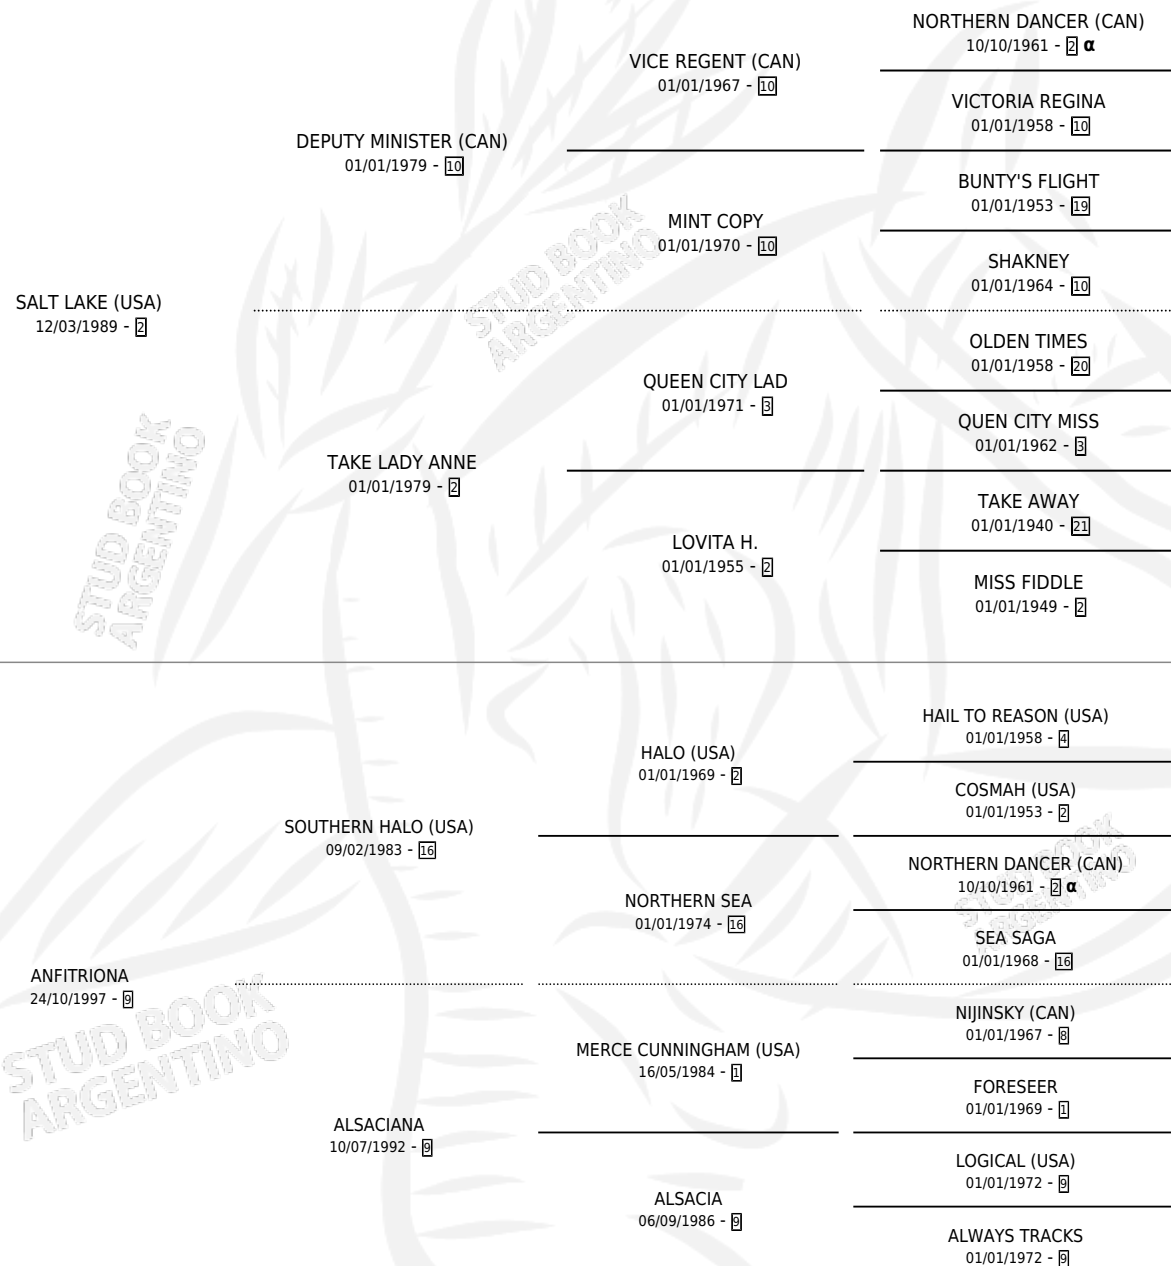 NORTHERN DANCER (CAN)
10/10/1961 - 2 α
VICE REGENT (CAN)
01/01/1967 - 10
VICTORIA REGINA
01/01/1958 - 10
DEPUTY MINISTER (CAN)
01/01/1979 - 10
BUNTY'S FLIGHT
01/01/1953 - 19
MINT COPY
01/01/1970 - 10
SHAKNEY
01/01/1964 - 10
STUD BOOK
ARGENTINO
SALT LAKE (USA)
12/03/1989 - 2
OLDEN TIMES
01/01/1958 - 20
QUEEN CITY LAD
01/01/1971 - 3
QUEN CITY MISS
01/01/1962 - 3
TAKE LADY ANNE
01/01/1979 - 2
TAKE AWAY
01/01/1940 - 21
LOVITA H.
01/01/1955 - 2
MISS FIDDLE
01/01/1949 - 2
STUD BOOK
ARGENTINO
HAIL TO REASON (USA)
01/01/1958 - 4
HALO (USA)
01/01/1969 - 2
COSMAH (USA)
01/01/1953 - 2
SOUTHERN HALO (USA)
09/02/1983 - 16
NORTHERN DANCER (CAN)
10/10/1961 - 2 α
STUD BOOK
ARGENTINO
NORTHERN SEA
01/01/1974 - 16
SEA SAGA
01/01/1968 - 16
ANFITRIONA
24/10/1997 - 9
NIJINSKY (CAN)
01/01/1967 - 8
MERCE CUNNINGHAM (USA)
16/05/1984 - 1
FORESEER
01/01/1969 - 1
STUD BOOK
ARGENTINO
ALSACIANA
10/07/1992 - 9
LOGICAL (USA)
01/01/1972 - 9
ALSACIA
06/09/1986 - 9
ALWAYS TRACKS
01/01/1972 - 9